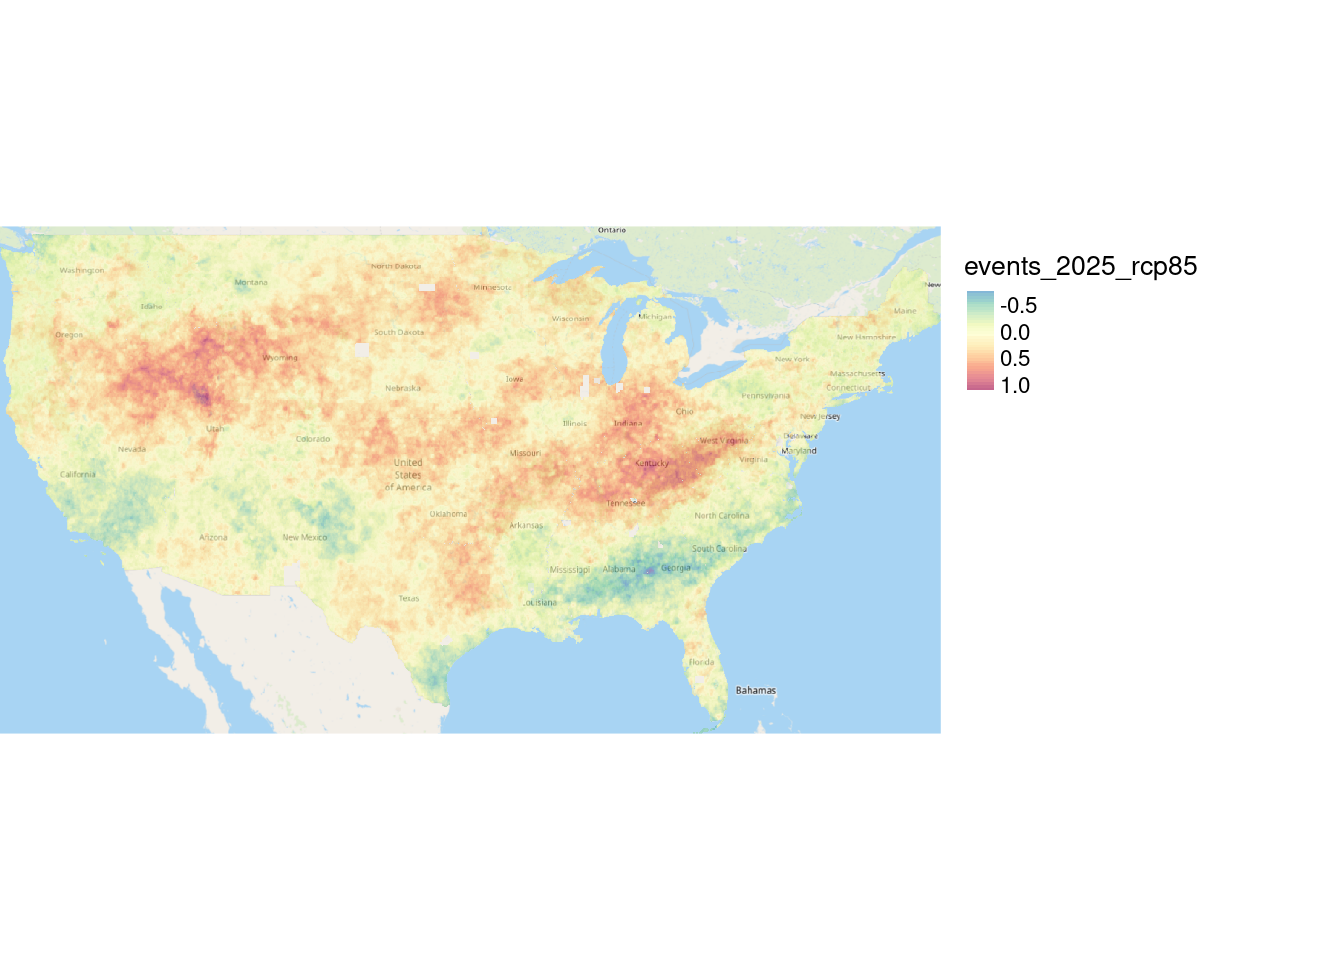 Ontario
Washington
North Dakota
Montana
Minnesota
New
Idaho
Maine
Oregon
South Dakota
Wisconsin
Michigan
New Hampshire
Wyoming
New York
Massachusetts
Iowa
Nebraska
Connecticut
Pennsylvania
Ohio
New Jersey
Utah
Illinois
Indiana
Colorado
West Virginia
Delaware
Nevada
Missouri
Maryland
United
States
of America
Kentucky
Virginia
California
Tennessee
Oklahoma
North Carolina
Arkansas
Arizona
New Mexico
South Carolina
Mississippi
Alabama
Georgia
Texas
Louisiana
Florida
Bahamas
events_2025_rcp85
-0.5
0.0
0.5
1.0